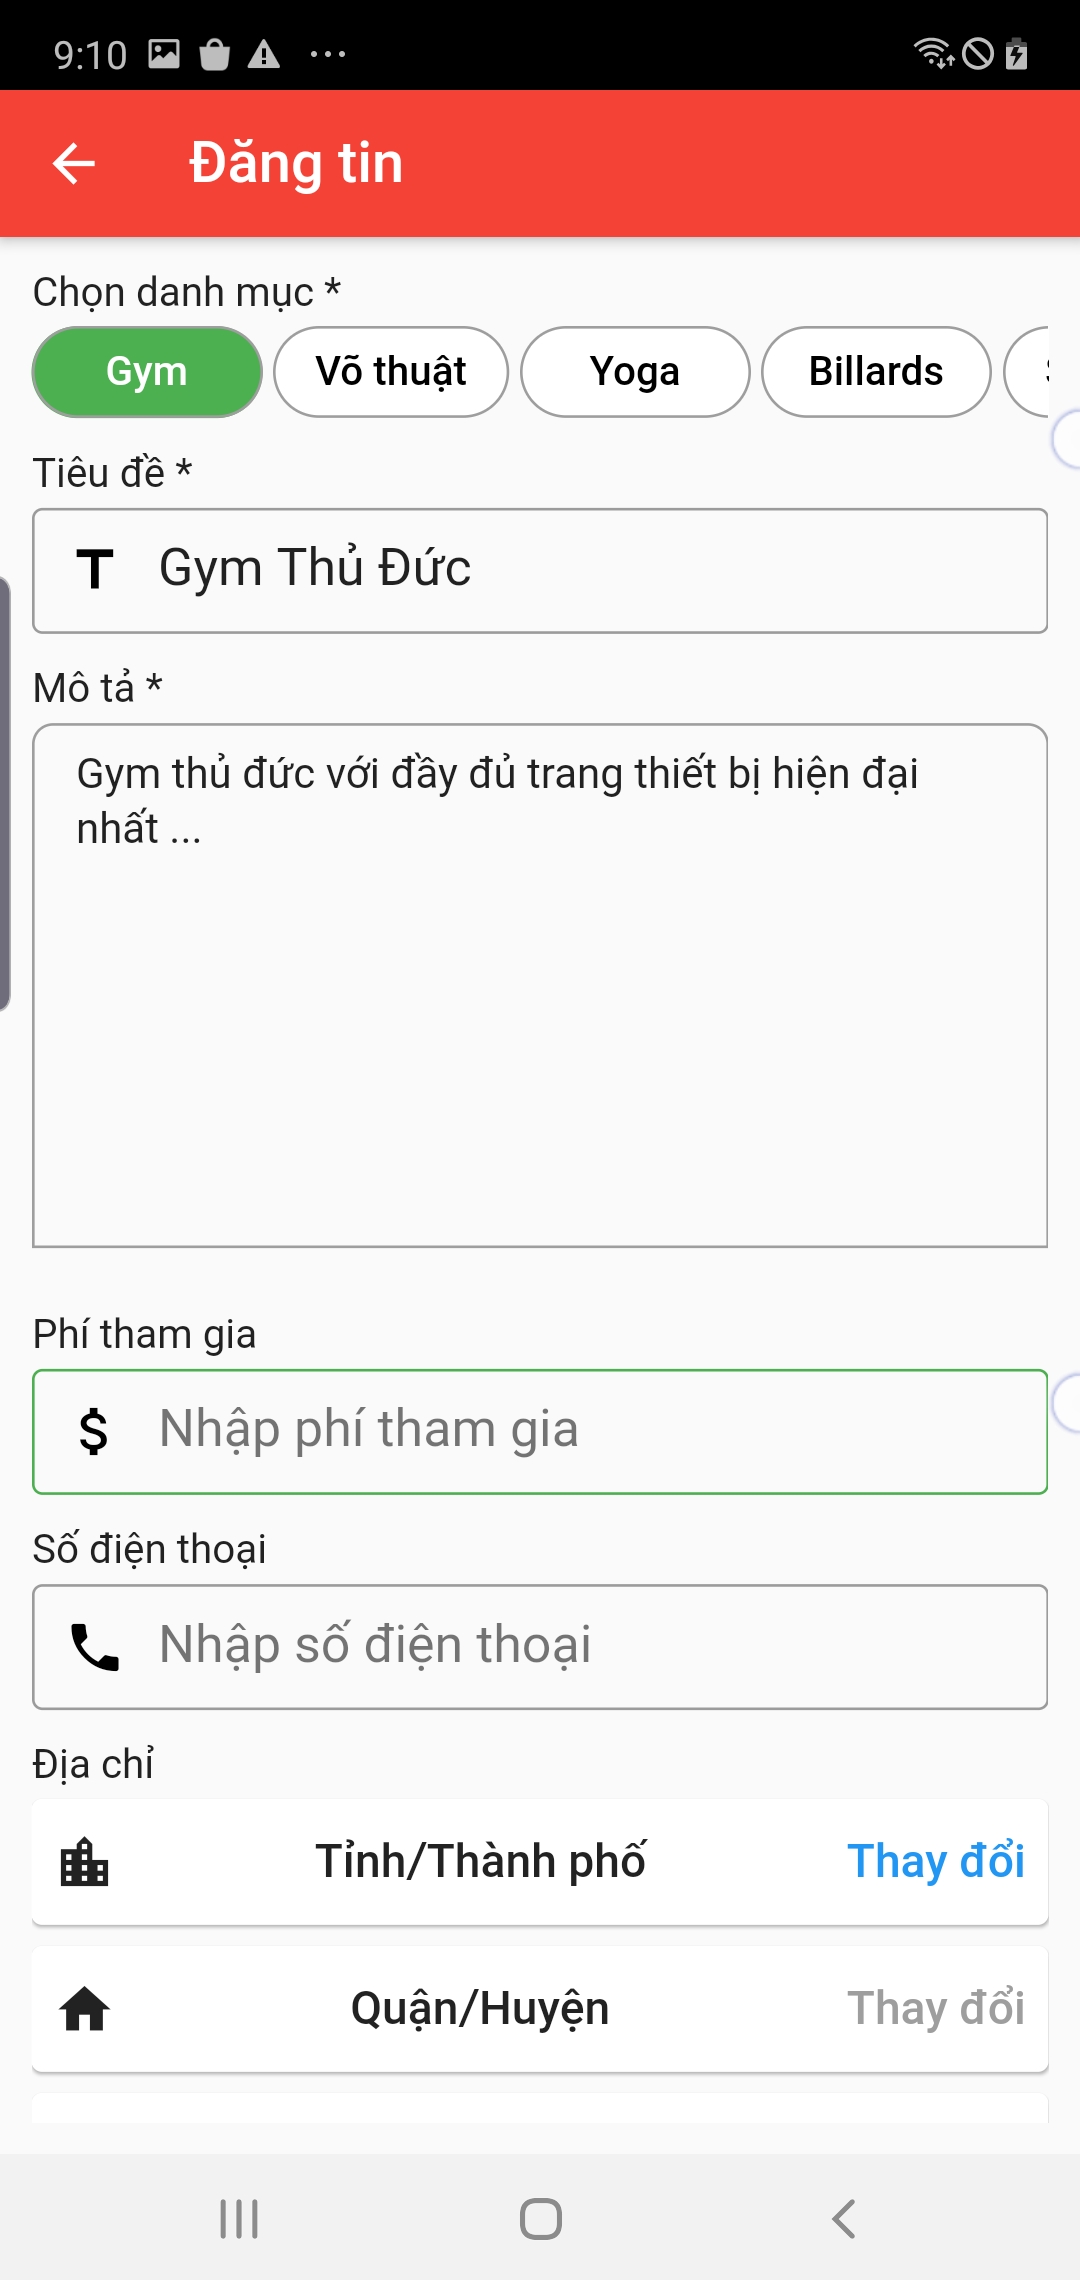 9:10
Đăng tin
Chọn danh mục *
Gym Võ thuật Yoga Billards
Tiêu đề *
Gym Thủ Đức
Mô tả *
Gym thủ đức với đầy đủ trang thiết bị hiện đại
nhất ...
Phí tham gia
$ Nhập phí tham gia
Số điện thoại
Nhập số điện thoại
Địa chỉ
Tỉnh/Thành phố Thay đổi
Quận/Huyện Thay đổi